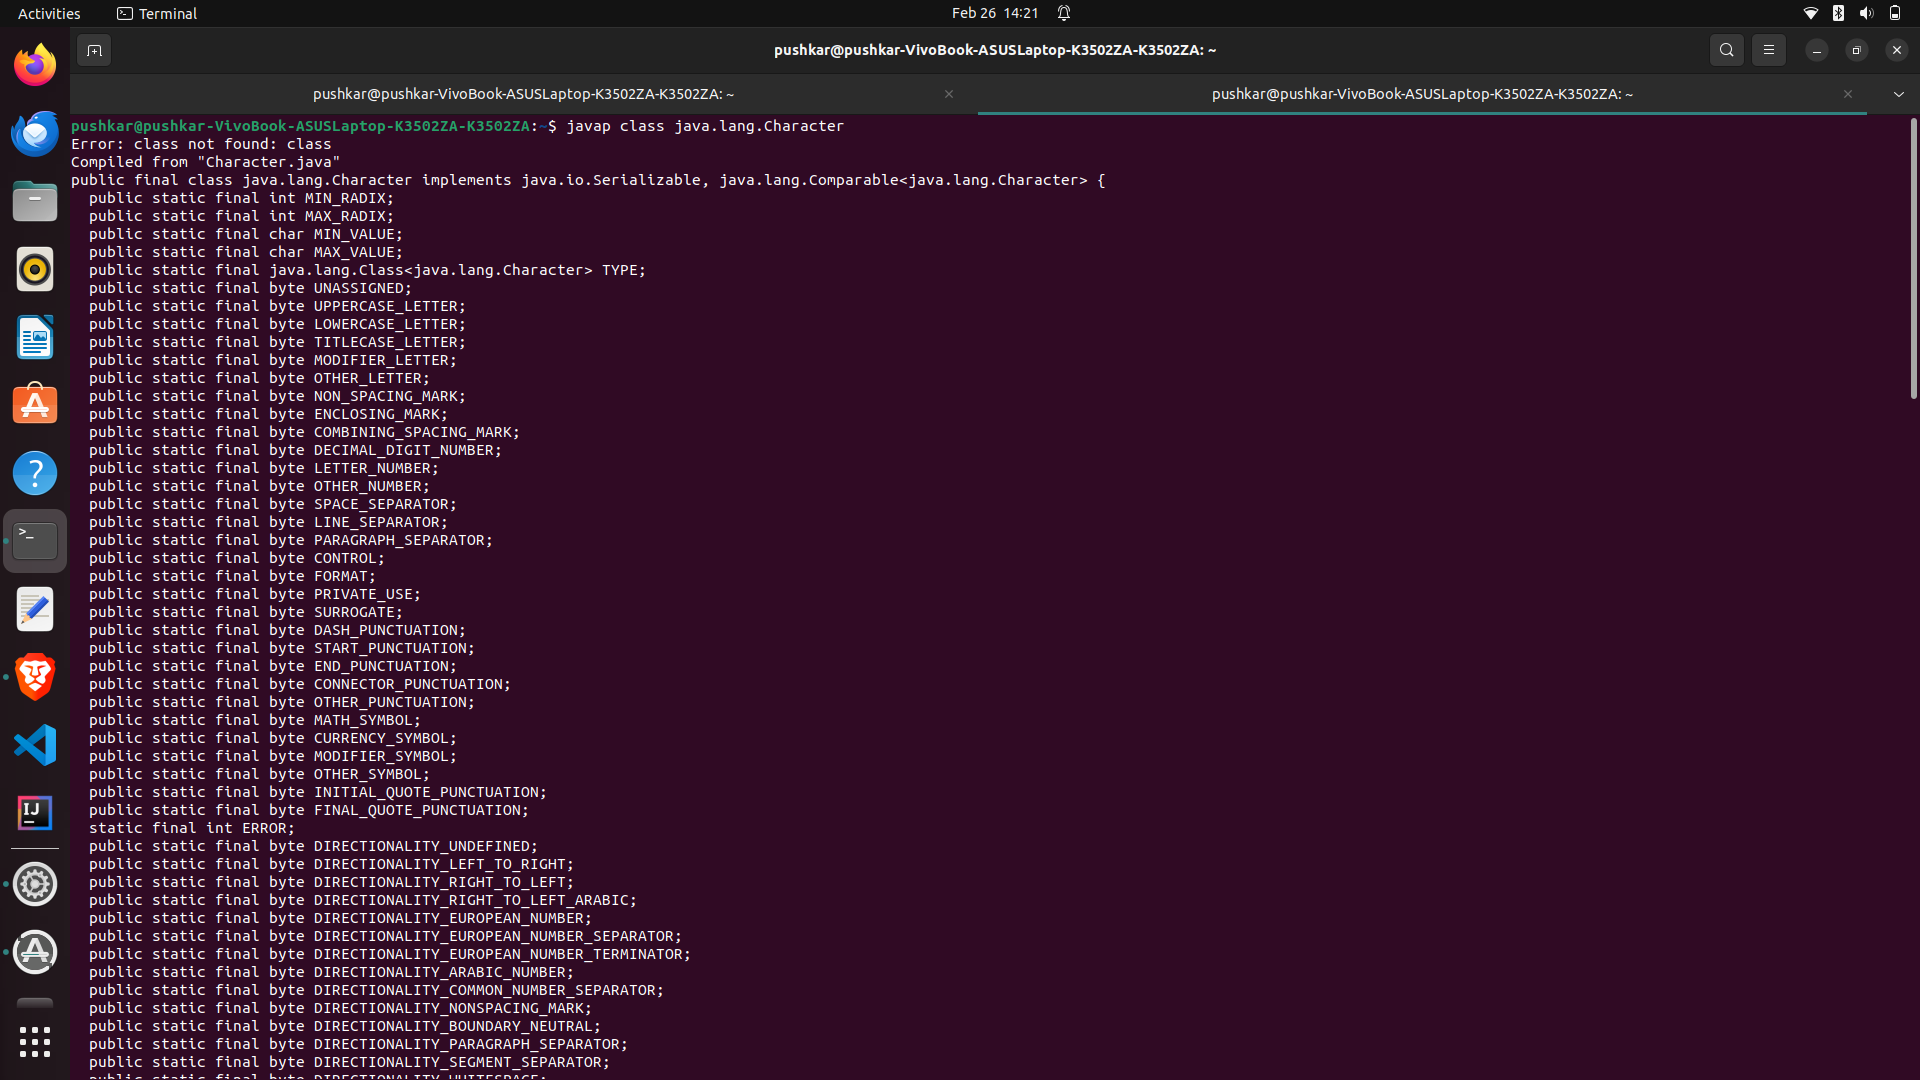 Activities
Terminal
Feb 26 14:21
pushkar@pushkar-VivoBook-ASUSLaptop-K3502ZA-K3502ZA: ~
pushkar@pushkar-VivoBook-ASUSLaptop-K3502ZA-K3502ZA: ~
pushkar@pushkar-VivoBook-ASUSLaptop-K3502ZA-K3502ZA: ~
pushkar@pushkar-VivoBook-ASUSLaptop-K3502ZA-K3502ZA:~$ javap class java.lang.Character
Error: class not found: class
Compiled from "Character.java"
public final class java.lang.Character implements java.io.Serializable, java.lang.Comparable<java.lang.Character> {
  public static final int MIN_RADIX;
  public static final int MAX_RADIX;
  public static final char MIN_VALUE;
  public static final char MAX_VALUE;
  public static final java.lang.Class<java.lang.Character> TYPE;
  public static final byte UNASSIGNED;
  public static final byte UPPERCASE_LETTER;
  public static final byte LOWERCASE_LETTER;
  public static final byte TITLECASE_LETTER;
  public static final byte MODIFIER_LETTER;
  public static final byte OTHER_LETTER;
  public static final byte NON_SPACING_MARK;
  public static final byte ENCLOSING_MARK;
  public static final byte COMBINING_SPACING_MARK;
  public static final byte DECIMAL_DIGIT_NUMBER;
  public static final byte LETTER_NUMBER;
  public static final byte OTHER_NUMBER;
  public static final byte SPACE_SEPARATOR;
  public static final byte LINE_SEPARATOR;
  public static final byte PARAGRAPH_SEPARATOR;
  public static final byte CONTROL;
  public static final byte FORMAT;
  public static final byte PRIVATE_USE;
  public static final byte SURROGATE;
  public static final byte DASH_PUNCTUATION;
  public static final byte START_PUNCTUATION;
  public static final byte END_PUNCTUATION;
  public static final byte CONNECTOR_PUNCTUATION;
  public static final byte OTHER_PUNCTUATION;
  public static final byte MATH_SYMBOL;
  public static final byte CURRENCY_SYMBOL;
  public static final byte MODIFIER_SYMBOL;
  public static final byte OTHER_SYMBOL;
  public static final byte INITIAL_QUOTE_PUNCTUATION;
  public static final byte FINAL_QUOTE_PUNCTUATION;
  static final int ERROR;
  public static final byte DIRECTIONALITY_UNDEFINED;
  public static final byte DIRECTIONALITY_LEFT_TO_RIGHT;
  public static final byte DIRECTIONALITY_RIGHT_TO_LEFT;
  public static final byte DIRECTIONALITY_RIGHT_TO_LEFT_ARABIC;
  public static final byte DIRECTIONALITY_EUROPEAN_NUMBER;
  public static final byte DIRECTIONALITY_EUROPEAN_NUMBER_SEPARATOR;
  public static final byte DIRECTIONALITY_EUROPEAN_NUMBER_TERMINATOR;
  public static final byte DIRECTIONALITY_ARABIC_NUMBER;
  public static final byte DIRECTIONALITY_COMMON_NUMBER_SEPARATOR;
  public static final byte DIRECTIONALITY_NONSPACING_MARK;
  public static final byte DIRECTIONALITY_BOUNDARY_NEUTRAL;
  public static final byte DIRECTIONALITY_PARAGRAPH_SEPARATOR;
  public static final byte DIRECTIONALITY_SEGMENT_SEPARATOR;
  public static final byte DIRECTIONALITY_WHITESPACE;